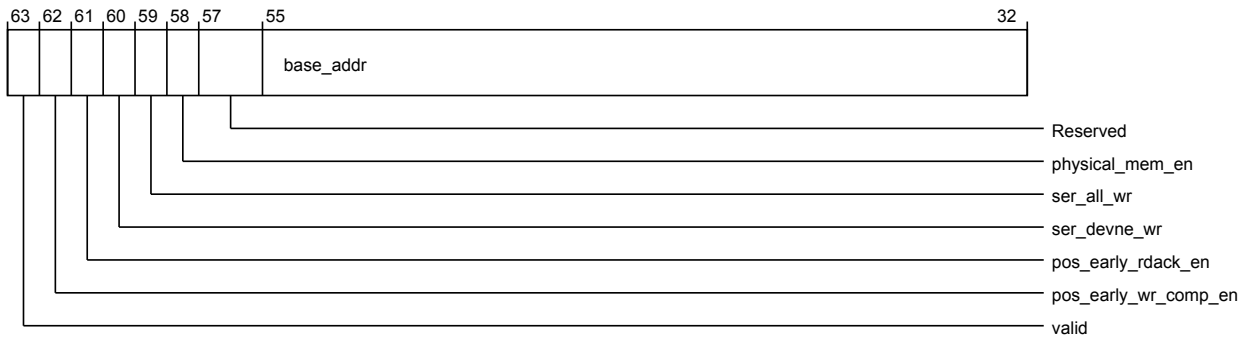 63 62 61 60 59 58 57 55 32
base_addr
Reserved
physical_mem_en
ser_all_wr
ser_devne_wr
pos_early_rdack_en
pos_early_wr_comp_en
valid